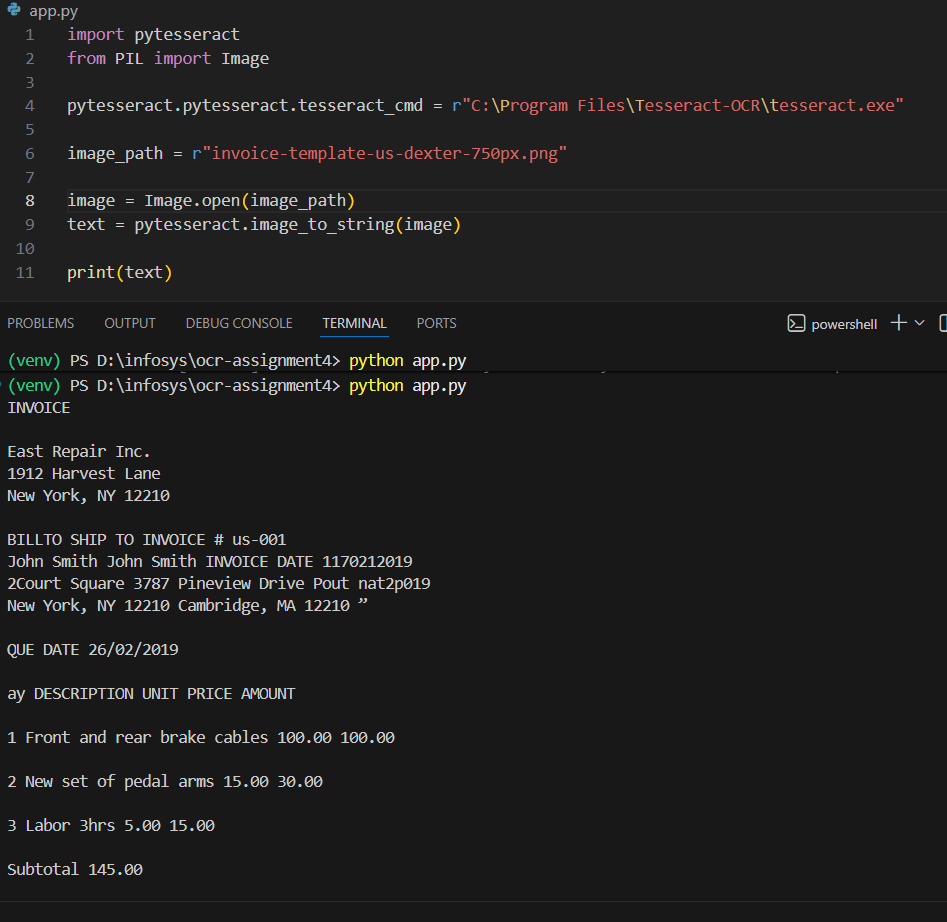 app.py
1 import pytesseract
2 from PIL import Image
3
4 pytesseract.pytesseract.tesseract_cmd = r"C:\Program Files\Tesseract-OCR\tesseract.exe"
5
6 image_path = r"invoice-template-us-dexter-750px.png"
7
8 image = Image.open(image_path)
9 text = pytesseract.image_to_string(image)
10
11 print(text)
PROBLEMS OUTPUT DEBUG CONSOLE TERMINAL PORTS powershell
(venv) PS D:\infosys\ocr-assignment4> python app.py
(venv) PS D:\infosys\ocr-assignment4> python app.py
INVOICE
East Repair Inc.
1912 Harvest Lane
New York, NY 12210
BILLTO SHIP TO INVOICE # us-001
John Smith John Smith INVOICE DATE 1170212019
2Court Square 3787 Pineview Drive Pout nat2p019
New York, NY 12210 Cambridge, MA 12210 ”
QUE DATE 26/02/2019
ay DESCRIPTION UNIT PRICE AMOUNT
1 Front and rear brake cables 100.00 100.00
2 New set of pedal arms 15.00 30.00
3 Labor 3hrs 5.00 15.00
Subtotal 145.00